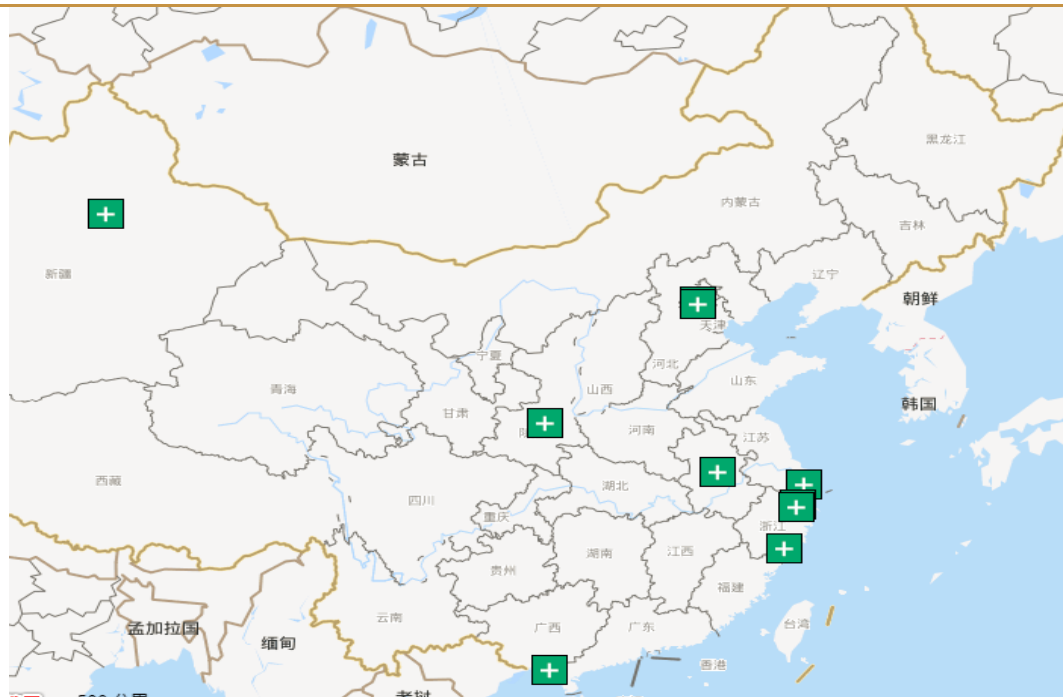 黑龙江
蒙古
内蒙古
吉林
新疆
辽宁
朝鲜
天津
宁夏
河北
山西
山东
青海
韩国
甘肃
河南
江苏
西藏
四川
湖北
重庆
浙江
湖南
江西
贵州
福建
云南
台湾
孟加拉国
广西
广东
缅甸
香港